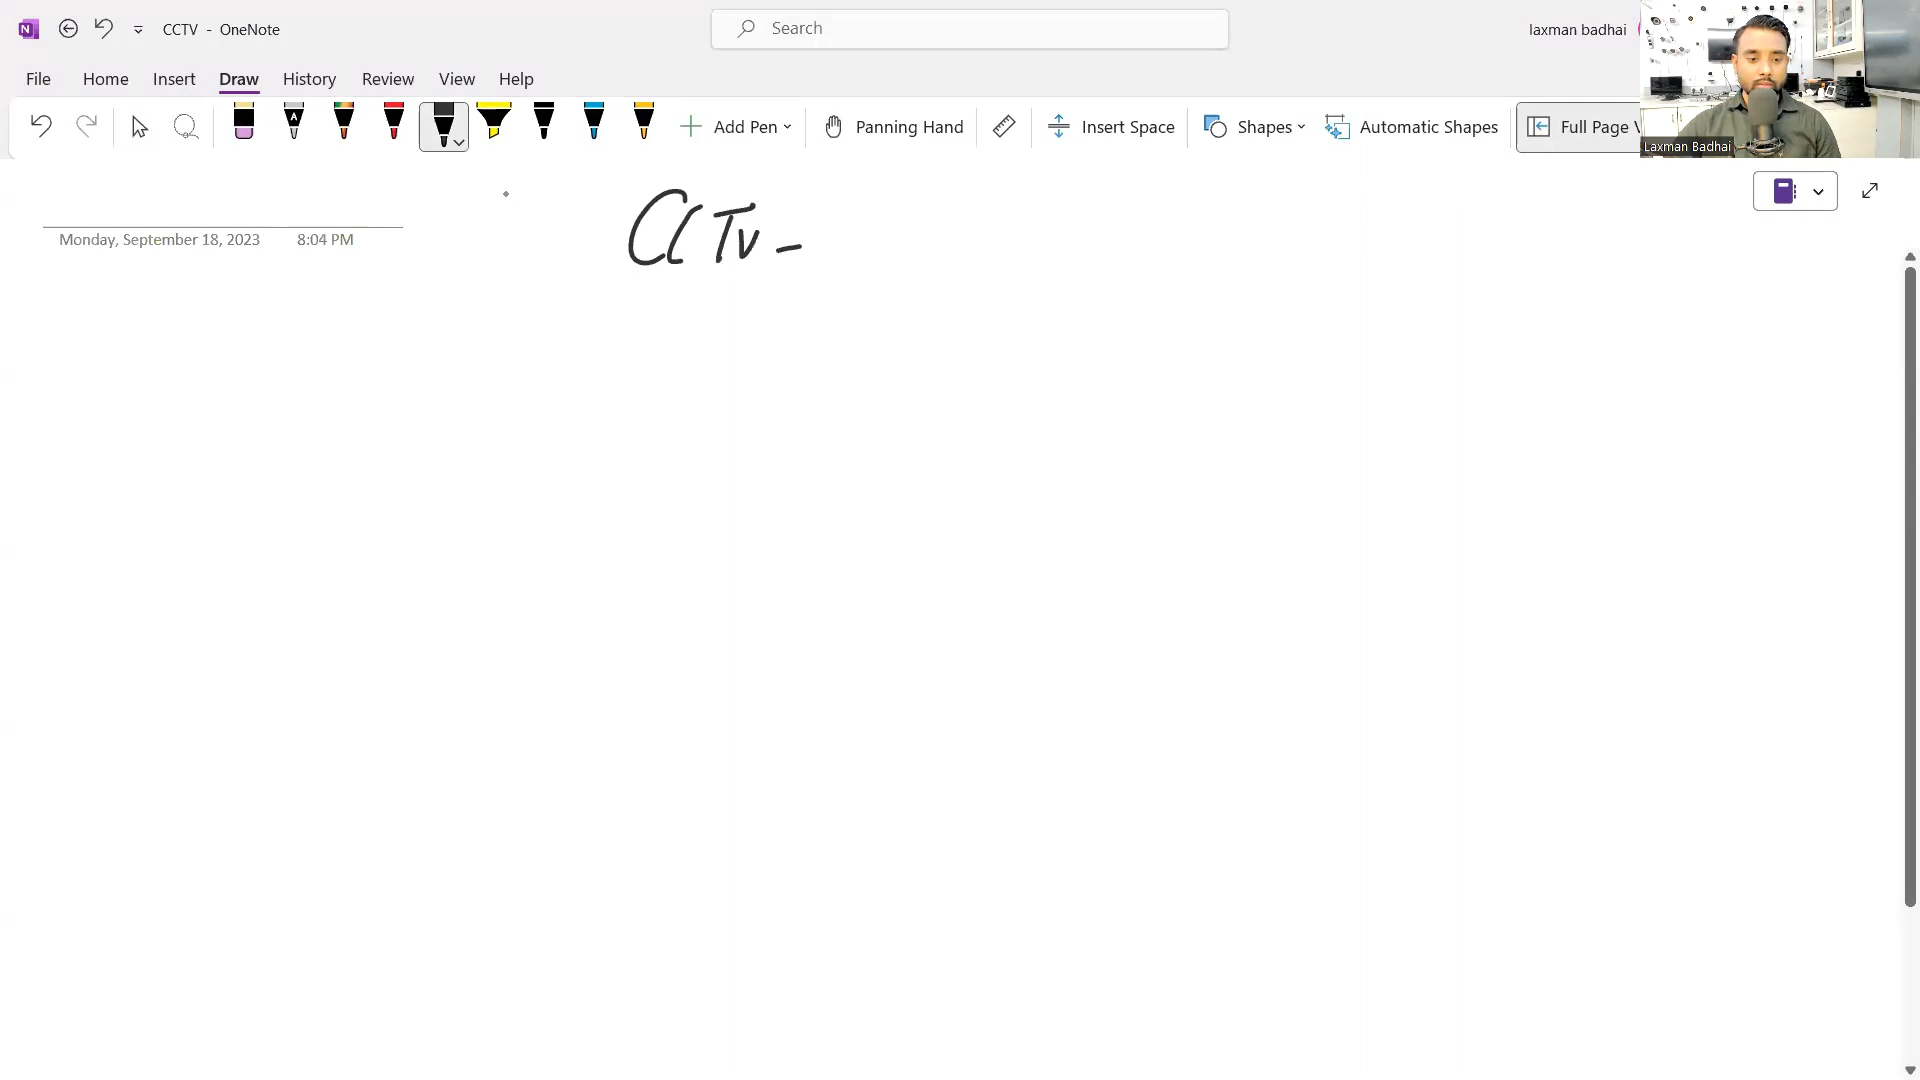 CCTV - OneNote
Search
laxman badhai
File Home Insert Draw History Review View Help
A
Add Pen Panning Hand Insert Space Shapes Automatic Shapes Full Page V
Laxman Badhai
CCTV -
Monday, September 18, 2023 8:04 PM